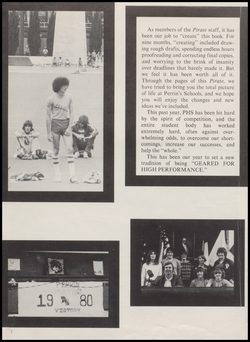 As members of the Pirate staff, it has
been our job to "create" this book. For
nine months, "creating" included draw-
ing rough drafts, spending endless hours
proofreading and correcting final copies,
and worrying to the brink of insanity
over deadlines that barely made it. But
we feel it has been worth all of it.
Through the pages of this Pirate, we
have tried to bring you the total picture
of life at Perrin's Schools, and we hope
you will enjoy the changes and new
ideas we've included.
This past year, PHS has been hit hard
by the spirit of competition, and the
entire student body has worked
extremely hard, often against over-
whelming odds, to overcome our short-
comings, increase our successes, and
help the "whole."
This has been our year to set a new
tradition of being "GEARED FOR
HIGH PERFORMANCE."
PERRIN
19 80
VICTORY